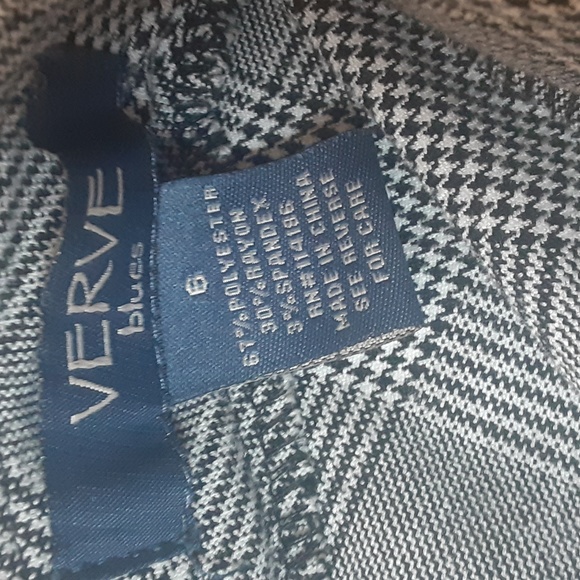 VERVE
blues
6
67%POLYESTER
30%RAYON
3%SPANDEX
RN#114186
MADE IN CHINA
SEE REVERSE
FOR CARE